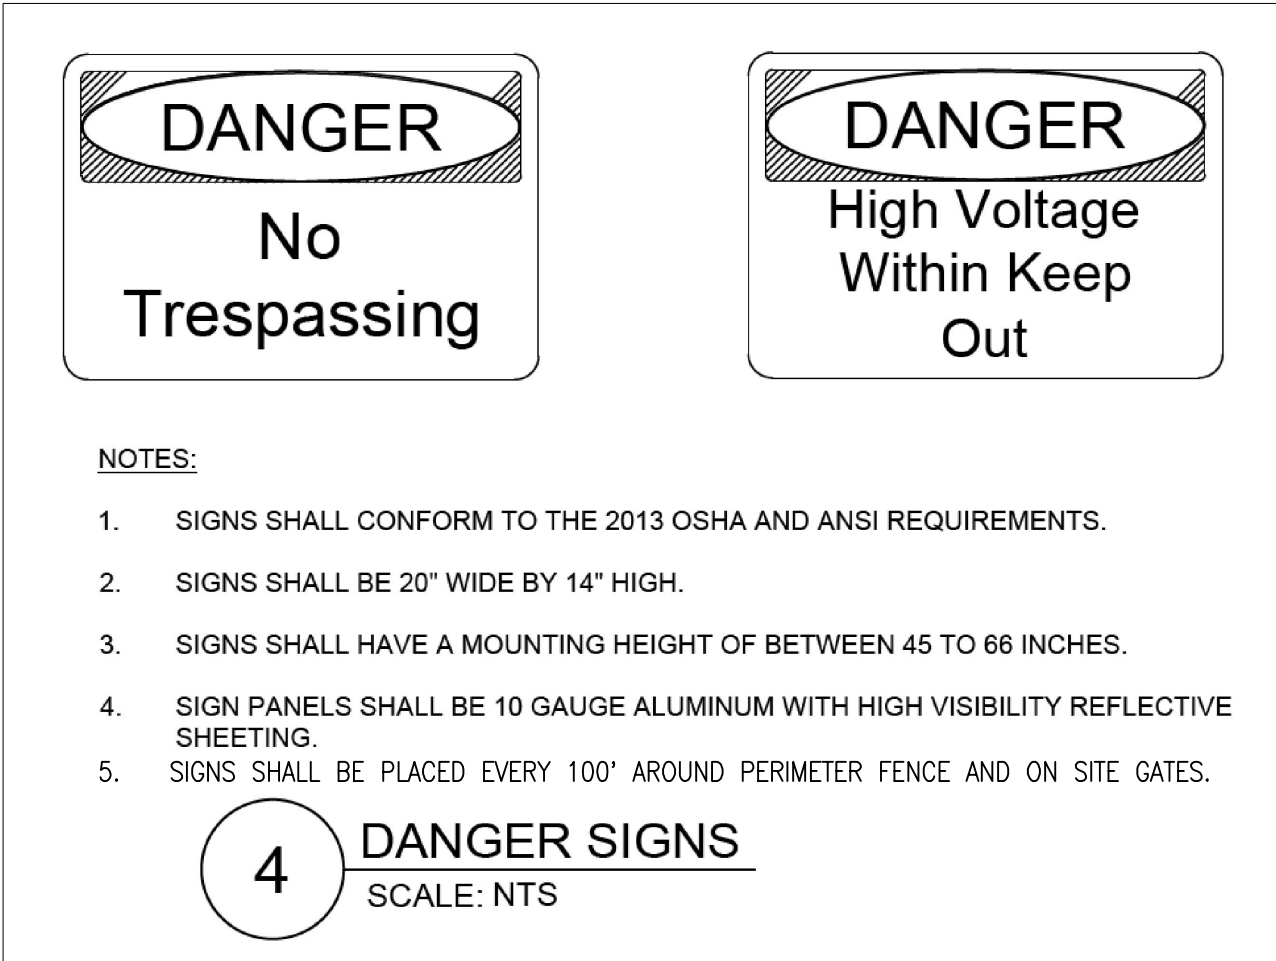 DANGER
No
Trespassing
DANGER
High Voltage
Within Keep
Out
NOTES:
1. SIGNS SHALL CONFORM TO THE 2013 OSHA AND ANSI REQUIREMENTS.
2. SIGNS SHALL BE 20" WIDE BY 14" HIGH.
3. SIGNS SHALL HAVE A MOUNTING HEIGHT OF BETWEEN 45 TO 66 INCHES.
4. SIGN PANELS SHALL BE 10 GAUGE ALUMINUM WITH HIGH VISIBILITY REFLECTIVE
SHEETING.
5. SIGNS SHALL BE PLACED EVERY 100' AROUND PERIMETER FENCE AND ON SITE GATES.
4
DANGER SIGNS
SCALE: NTS